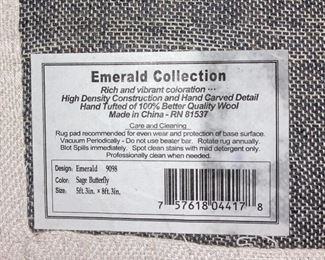 Emerald Collection
Rich and vibrant coloration ...
High Density Construction and Hand Carved Detail
Hand Tufted of 100% Better Quality Wool
Made in China - RN 81537
Care and Cleaning
Rug pad recommended for even wear and protection of base surface.
Vacuum Periodically - Do not use beater bar. Rotate rug annually.
Blot Spills immediately. Spot clean stains with mild detergent only.
Professionally clean when needed.
Design: Emerald 9098
Color: Sage Butterfly
Size: 5ft.3in. × 8ft.3in.
7 57618 04417 8